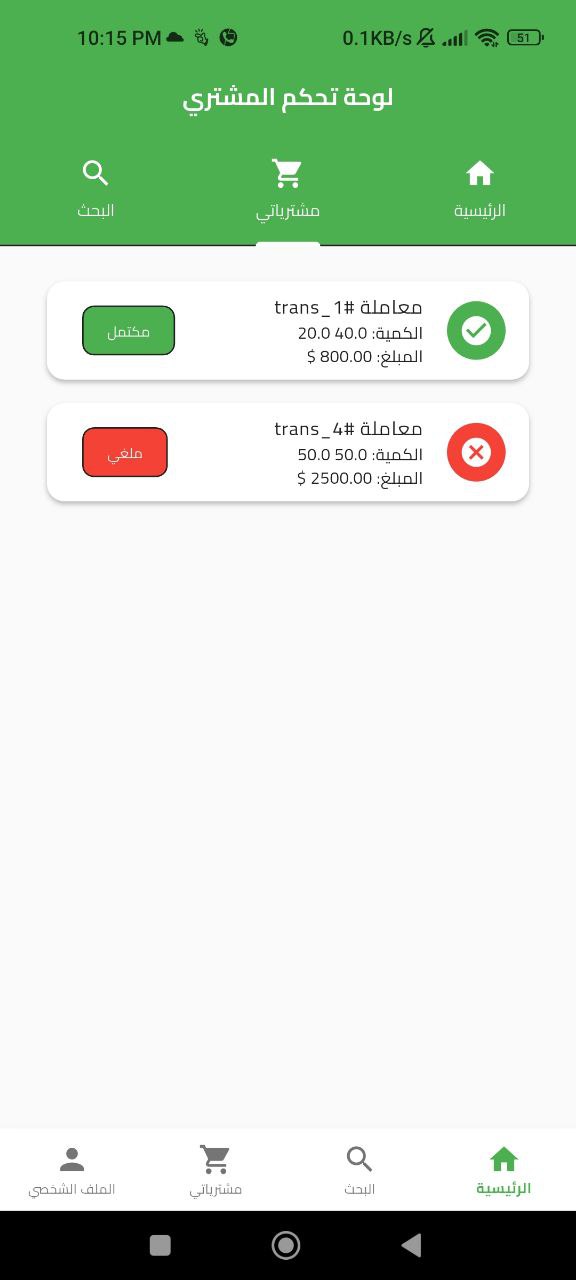 10:15 PM 0.1KB/s 51
لوحة تحكم المشتري
الرئيسية مشترياتي البحث
معاملة #trans_1
الكمية: 40.0 20.0
المبلغ: 800.00 $
مكتمل
معاملة #trans_4
الكمية: 50.0 50.0
المبلغ: 2500.00 $
ملغي
الرئيسية البحث مشترياتي الملف الشخصي